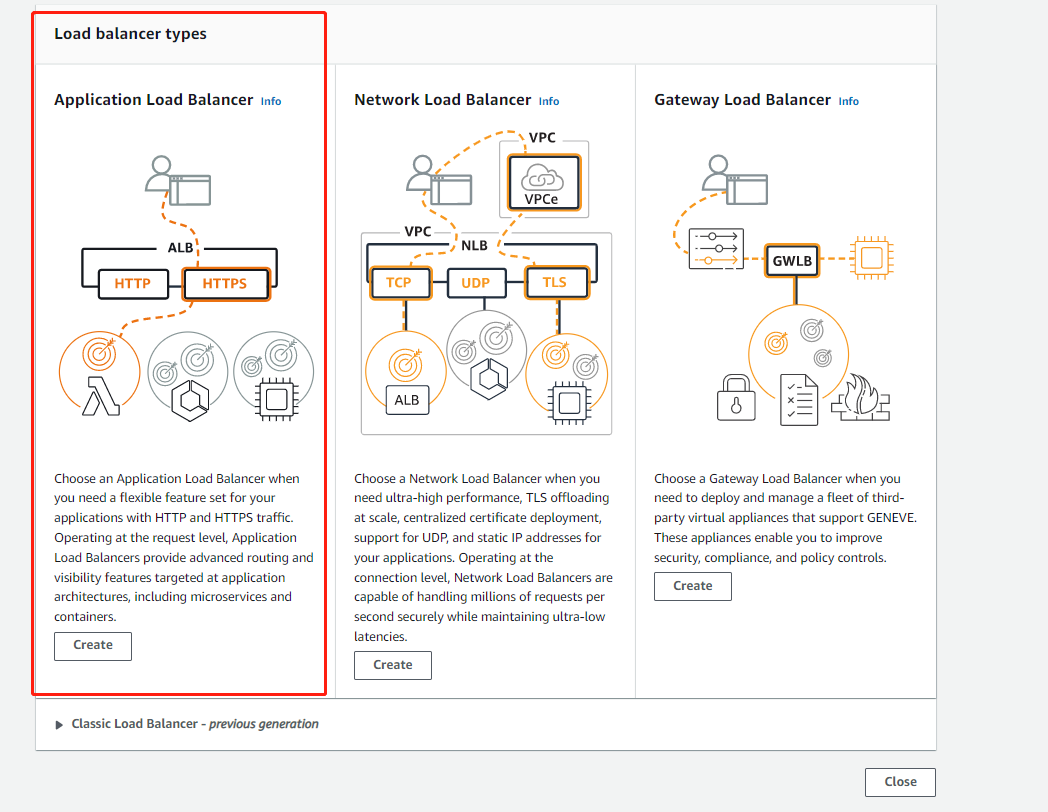 Load balancer types
Application Load Balancer Info
ALB
HTTP
HTTPS
Choose an Application Load Balancer when
you need a flexible feature set for your
applications with HTTP and HTTPS traffic.
Operating at the request level, Application
Load Balancers provide advanced routing and
visibility features targeted at application
architectures, including microservices and
containers.
Create
Network Load Balancer Info
VPC
VPCe
VPC
NLB
TCP
UDP
TLS
ALB
Choose a Network Load Balancer when you
need ultra-high performance, TLS offloading
at scale, centralized certificate deployment,
support for UDP, and static IP addresses for
your applications. Operating at the
connection level, Network Load Balancers are
capable of handling millions of requests per
second securely while maintaining ultra-low
latencies.
Create
Gateway Load Balancer Info
GWLB
Choose a Gateway Load Balancer when you
need to deploy and manage a fleet of third-
party virtual appliances that support GENEVE.
These appliances enable you to improve
security, compliance, and policy controls.
Create
Classic Load Balancer - previous generation
Close